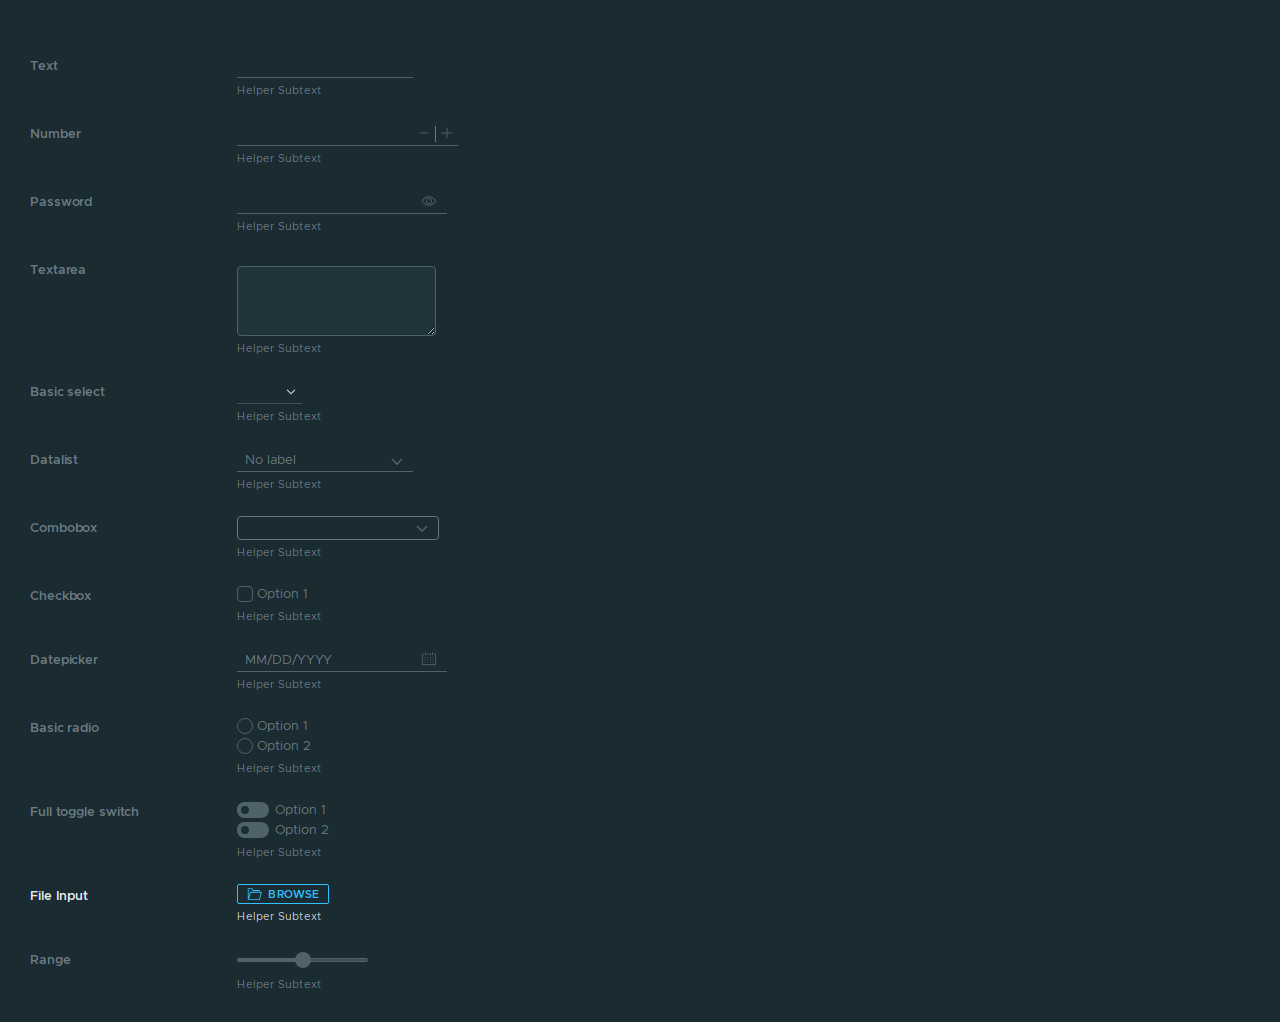 Text
Helper Subtext
Number
Helper Subtext
Password
Helper Subtext
Textarea
Helper Subtext
Basic select
Helper Subtext
Datalist
No label
Helper Subtext
Combobox
Helper Subtext
Checkbox
Option 1
Helper Subtext
Datepicker
MM/DD/YYYY
Helper Subtext
Basic radio
Option 1
Option 2
Helper Subtext
Full toggle switch
Option 1
Option 2
Helper Subtext
File Input
BROWSE
Helper Subtext
Range
Helper Subtext